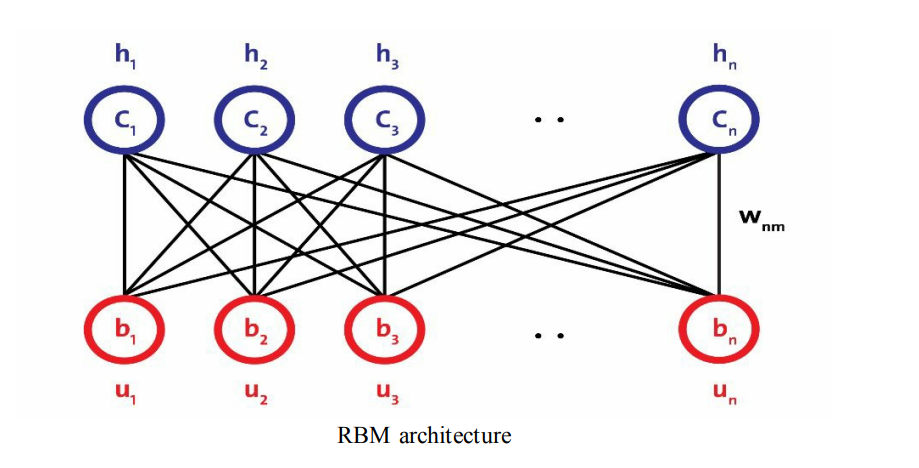 h₁ h₂ h₃ hₙ
C₁ C₂ C₃ . . Cₙ
wₙₘ
b₁ b₂ b₃ . . bₙ
u₁ u₂ u₃ uₙ
RBM architecture